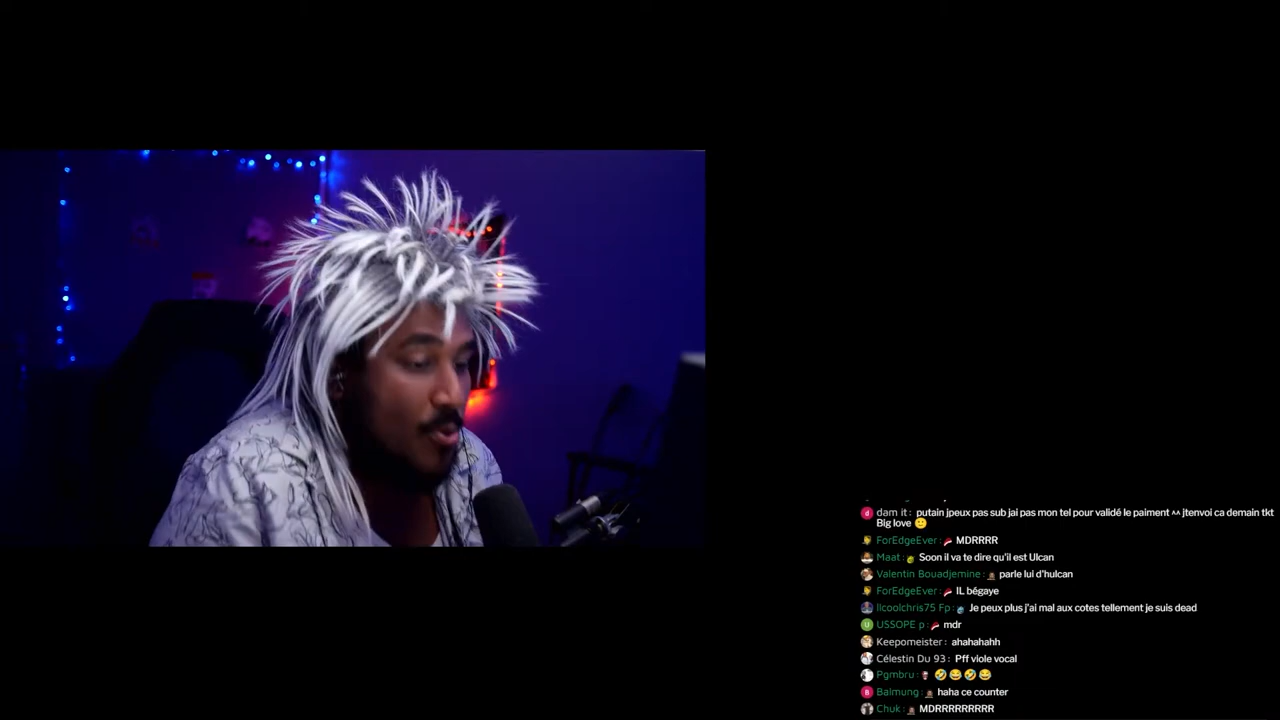 dam it : putain jpeux pas sub jai pas mon tel pour validé le paiment ^^ jtenvoi ca demain tkt
Big love 🙂
ForEdgeEver : MDRRRR
Maat : Soon il va te dire qu'il est Ulcan
Valentin Bouadjemine : parle lui d'hulcan
ForEdgeEver : IL bégaye
llcoolchris75 Fp : Je peux plus j'ai mal aux cotes tellement je suis dead
USSOPE p : mdr
Keepomeister : ahahahahh
Célestin Du 93 : Pff viole vocal
Pgmbru : 🤣😂🤣😂
Balmung : haha ce counter
Chuk : MDRRRRRRRRR